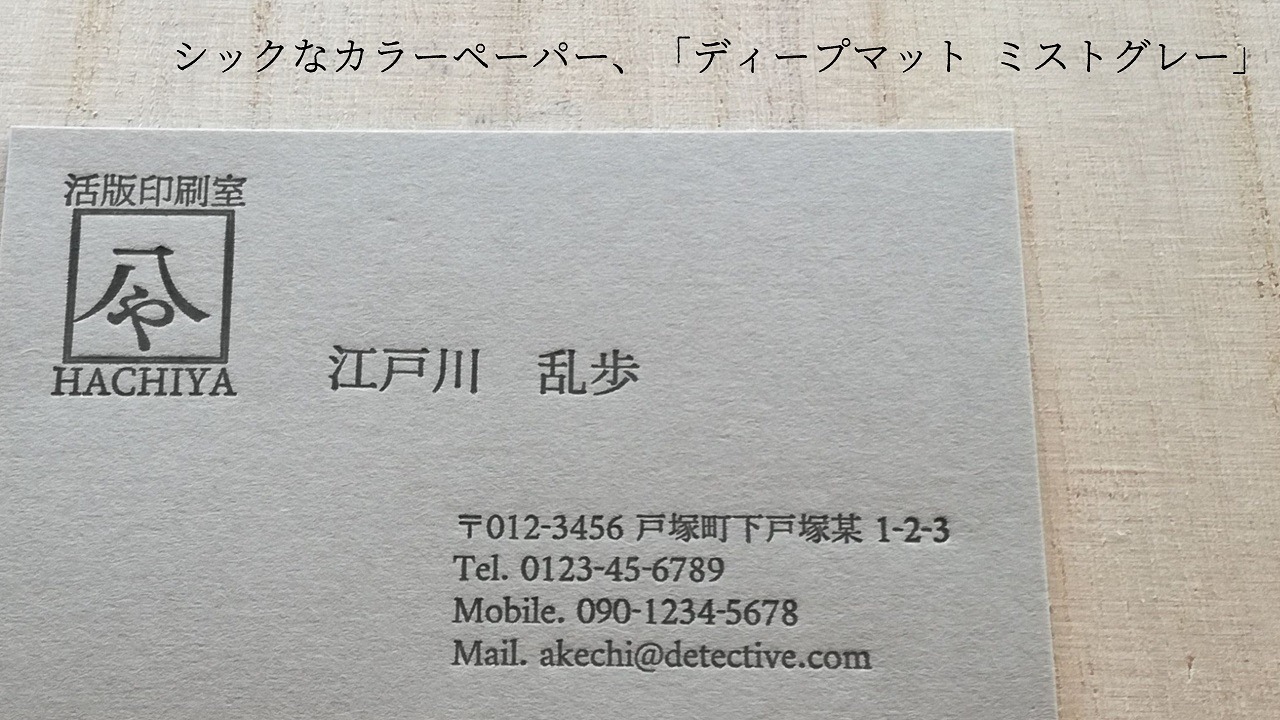 シックなカラーペーパー、「ディープマット ミストグレー」
活版印刷室
八や
HACHIYA
江戸川　乱歩
〒012-3456 戸塚町下戸塚某 1-2-3
Tel. 0123-45-6789
Mobile. 090-1234-5678
Mail. akechi@detective.com